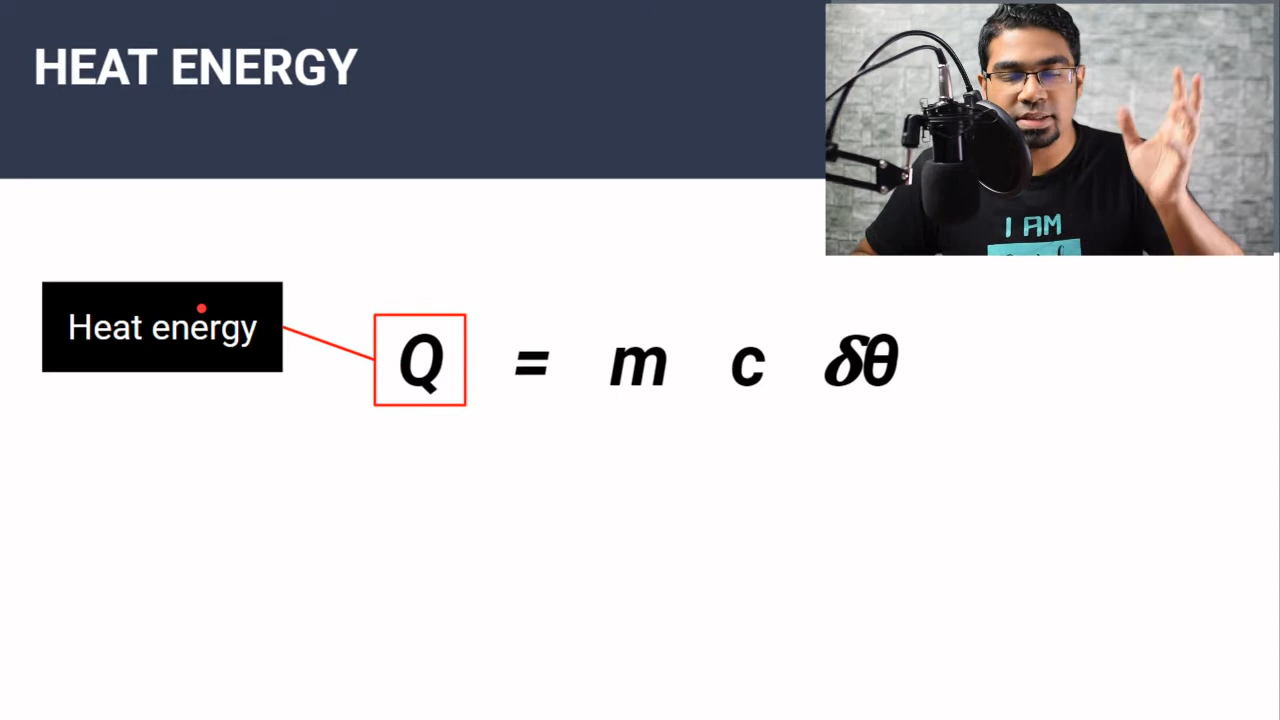 HEAT ENERGY
I AM
Heat energy
Q = m c δθ